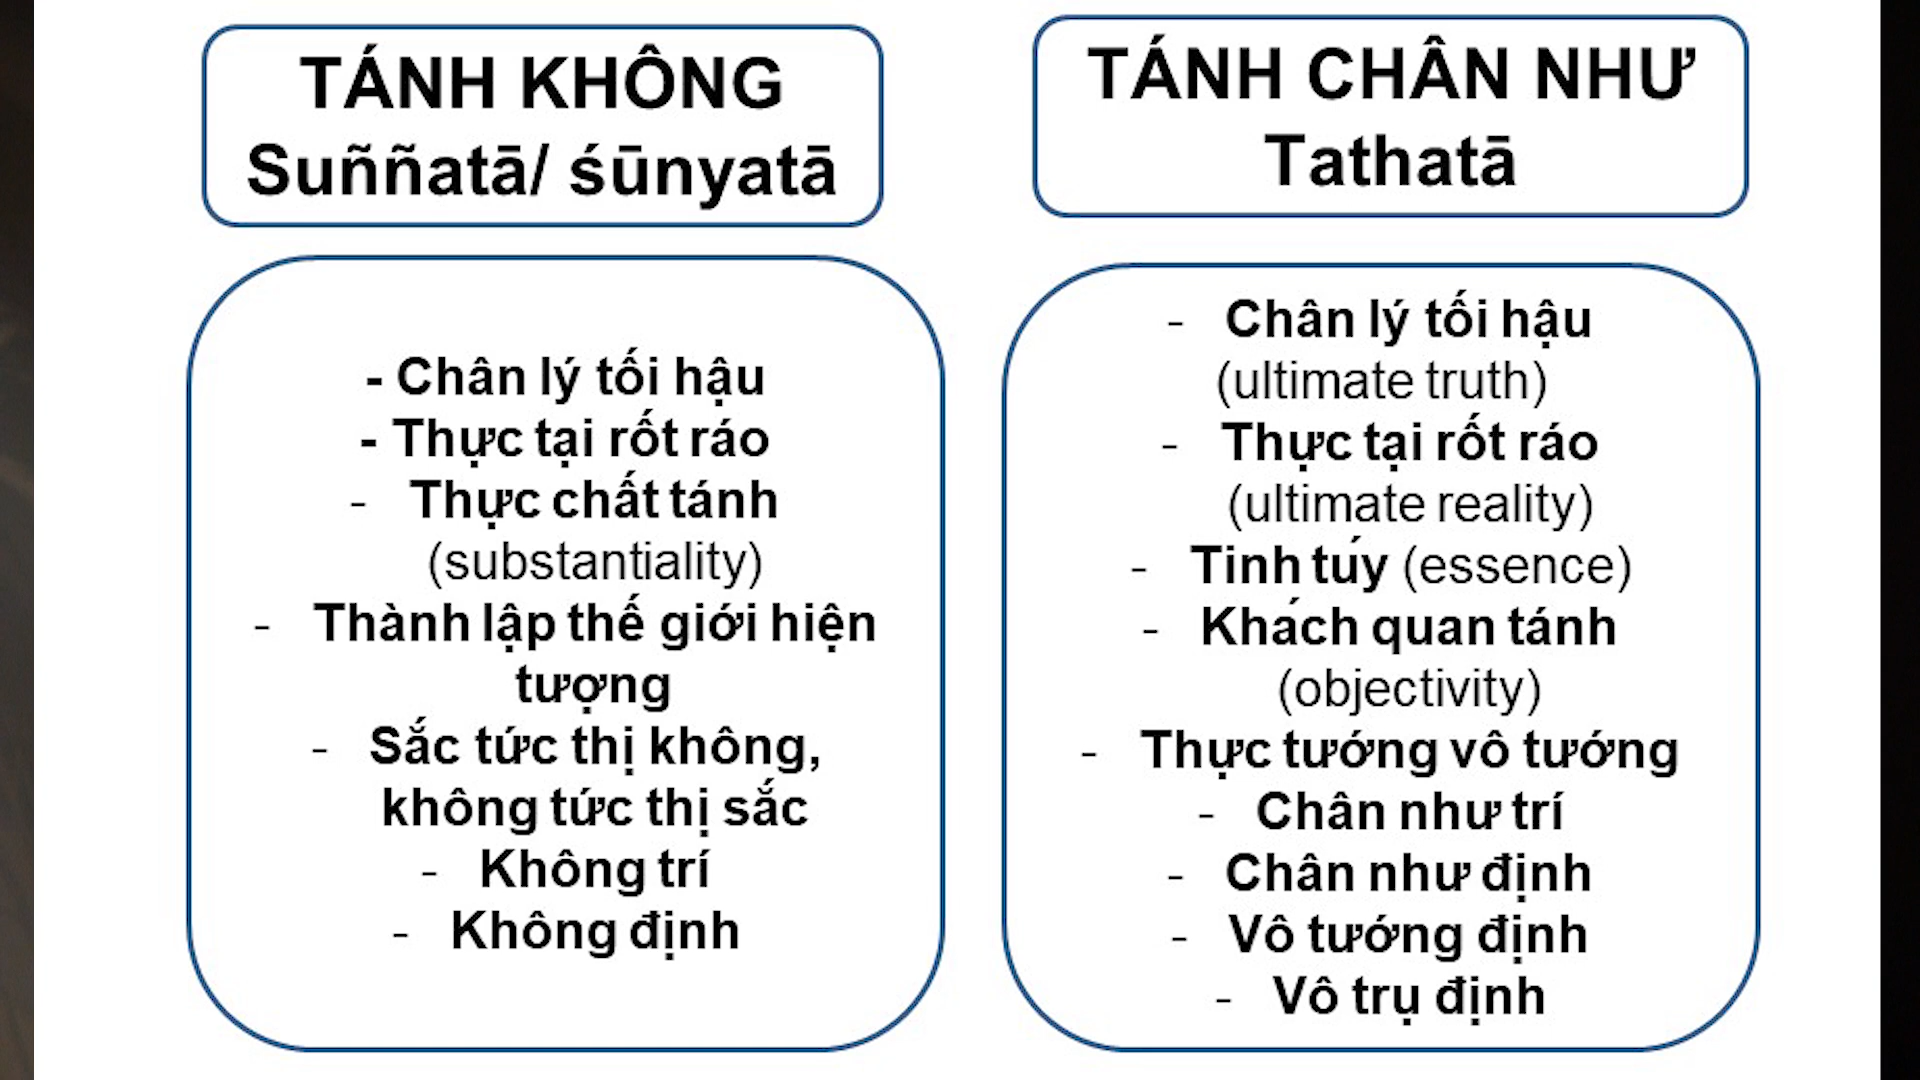 TÁNH KHÔNG
Suññatā/ śūnyatā
- Chân lý tối hậu
- Thực tại rốt ráo
- Thực chất tánh
(substantiality)
- Thành lập thế giới hiện
tượng
- Sắc tức thị không,
không tức thị sắc
- Không trí
- Không định
TÁNH CHÂN NHƯ
Tathatā
- Chân lý tối hậu
(ultimate truth)
- Thực tại rốt ráo
(ultimate reality)
- Tinh túy (essence)
- Khách quan tánh
(objectivity)
- Thực tướng vô tướng
- Chân như trí
- Chân như định
- Vô tướng định
- Vô trụ định